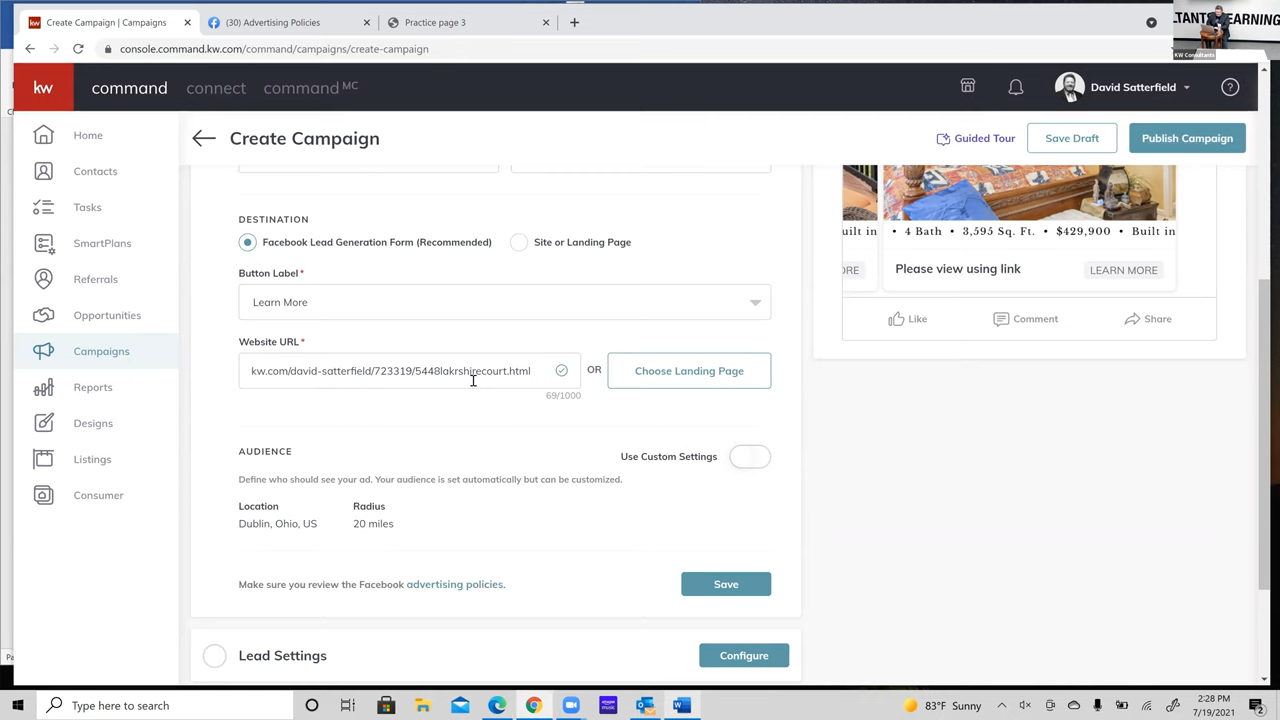 Create Campaign | Campaigns
(30) Advertising Policies
Practice page 3
LTANTS LEARNING
console.command.kw.com/command/campaigns/create-campaign
KW Consultants
kw
command
connect
command MC
David Satterfield
Home
Contacts
Tasks
SmartPlans
Referrals
Opportunities
Campaigns
Reports
Designs
Listings
Consumer
Create Campaign
Guided Tour
Save Draft
Publish Campaign
DESTINATION
Facebook Lead Generation Form (Recommended)
Site or Landing Page
Button Label*
Learn More
Website URL*
kw.com/david-satterfield/723319/5448lakrshirecourt.html
OR
Choose Landing Page
69/1000
AUDIENCE
Use Custom Settings
Define who should see your ad. Your audience is set automatically but can be customized.
Location
Radius
Dublin, Ohio, US
20 miles
Make sure you review the Facebook advertising policies.
Save
Lead Settings
Configure
uilt in
• 4 Bath • 3,595 Sq. Ft. • $429,900 • Built in
ORE
Please view using link
LEARN MORE
Like
Comment
Share
Type here to search
83°F Sunny
2:28 PM
7/19/2021
2